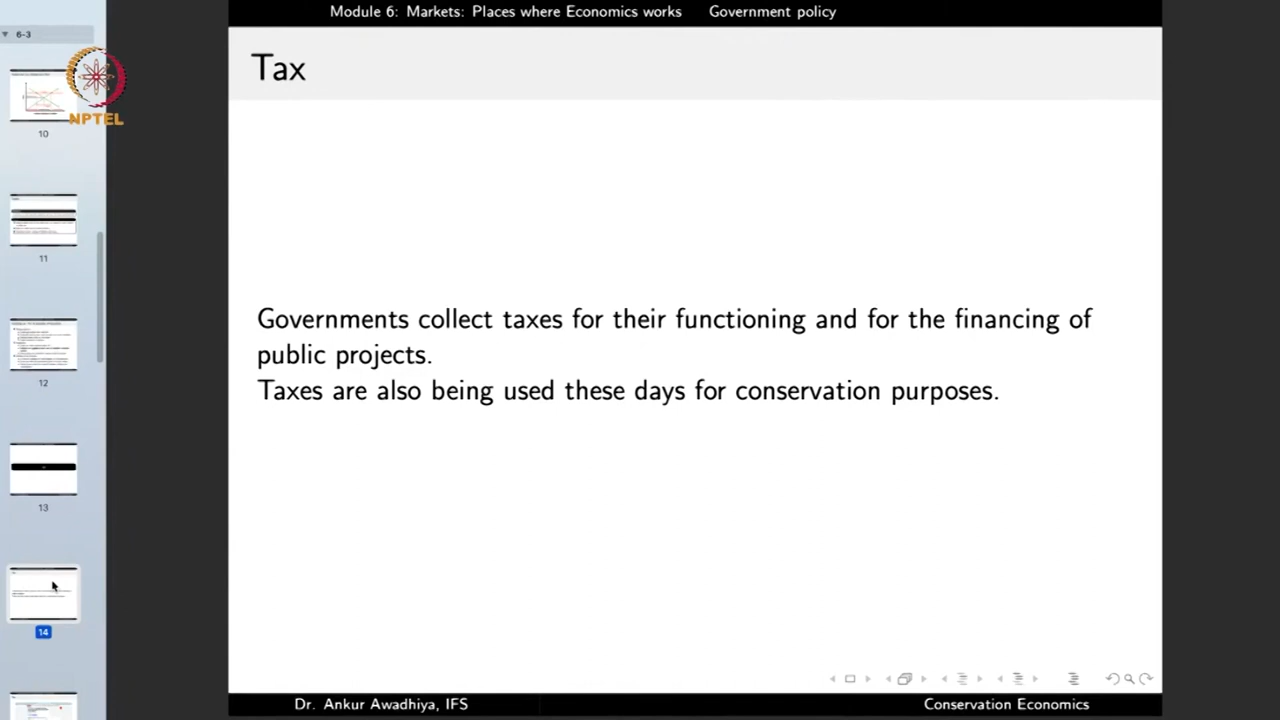 Module 6: Markets: Places where Economics works Government policy
6-3
Tax
NPTEL
10
11
12
13
14
Governments collect taxes for their functioning and for the financing of
public projects.
Taxes are also being used these days for conservation purposes.
Dr. Ankur Awadhiya, IFS
Conservation Economics